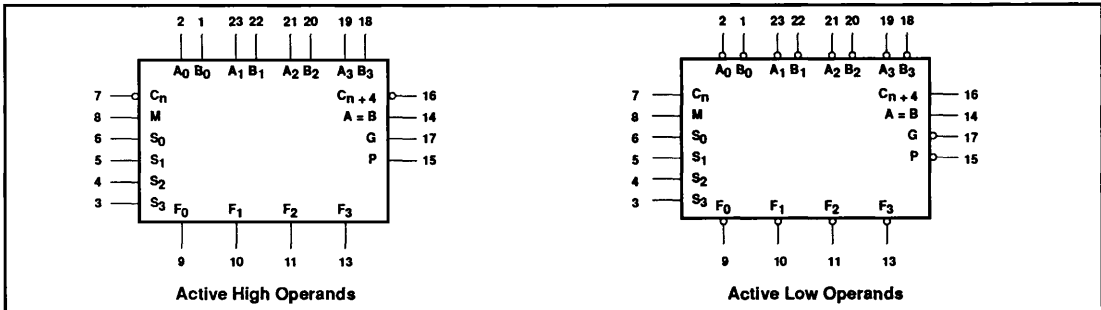 2 1 23 22 21 20 19 18
A0 B0 A1 B1 A2 B2 A3 B3
7 Cn Cn + 4 16
8 M A = B 14
6 S0 G 17
5 S1 P 15
4 S2
3 S3
F0 F1 F2 F3
9 10 11 13
Active High Operands
2 1 23 22 21 20 19 18
A0 B0 A1 B1 A2 B2 A3 B3
7 Cn Cn + 4 16
8 M A = B 14
6 S0 G 17
5 S1 P 15
4 S2
3 S3
F0 F1 F2 F3
9 10 11 13
Active Low Operands